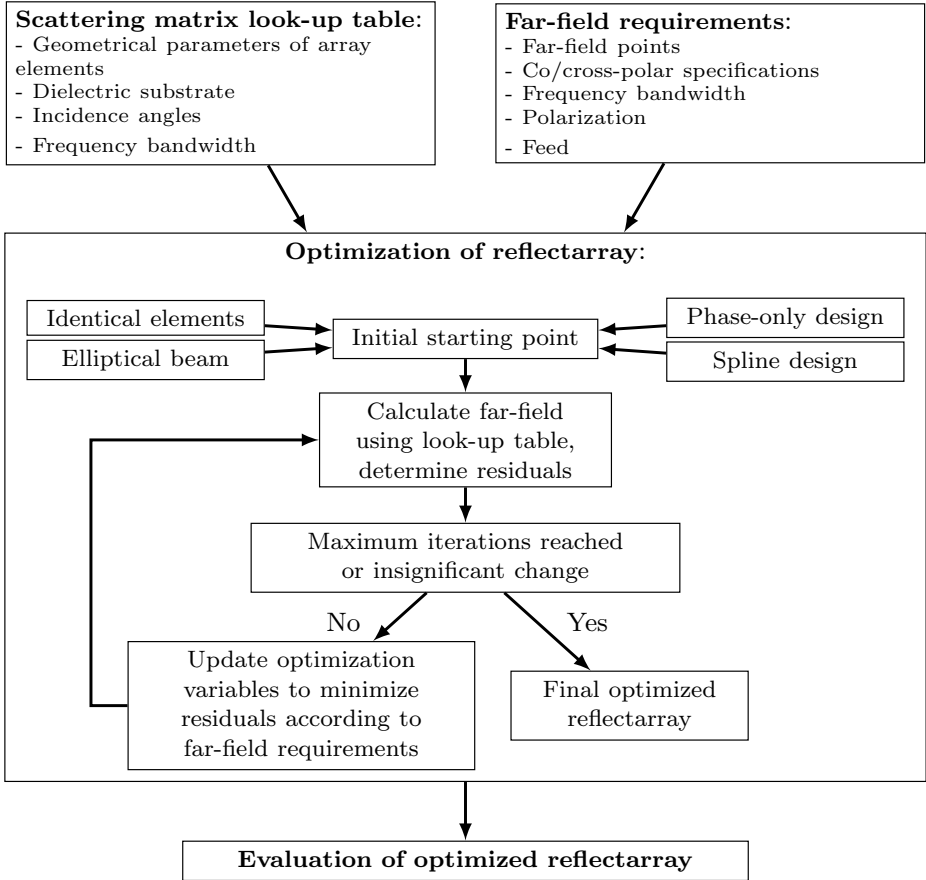 Scattering matrix look-up table:
- Geometrical parameters of array
elements
- Dielectric substrate
- Incidence angles
- Frequency bandwidth
Far-field requirements:
- Far-field points
- Co/cross-polar specifications
- Frequency bandwidth
- Polarization
- Feed
Optimization of reflectarray:
Identical elements
Elliptical beam
Initial starting point
Phase-only design
Spline design
Calculate far-field
using look-up table,
determine residuals
Maximum iterations reached
or insignificant change
No
Yes
Update optimization
variables to minimize
residuals according to
far-field requirements
Final optimized
reflectarray
Evaluation of optimized reflectarray